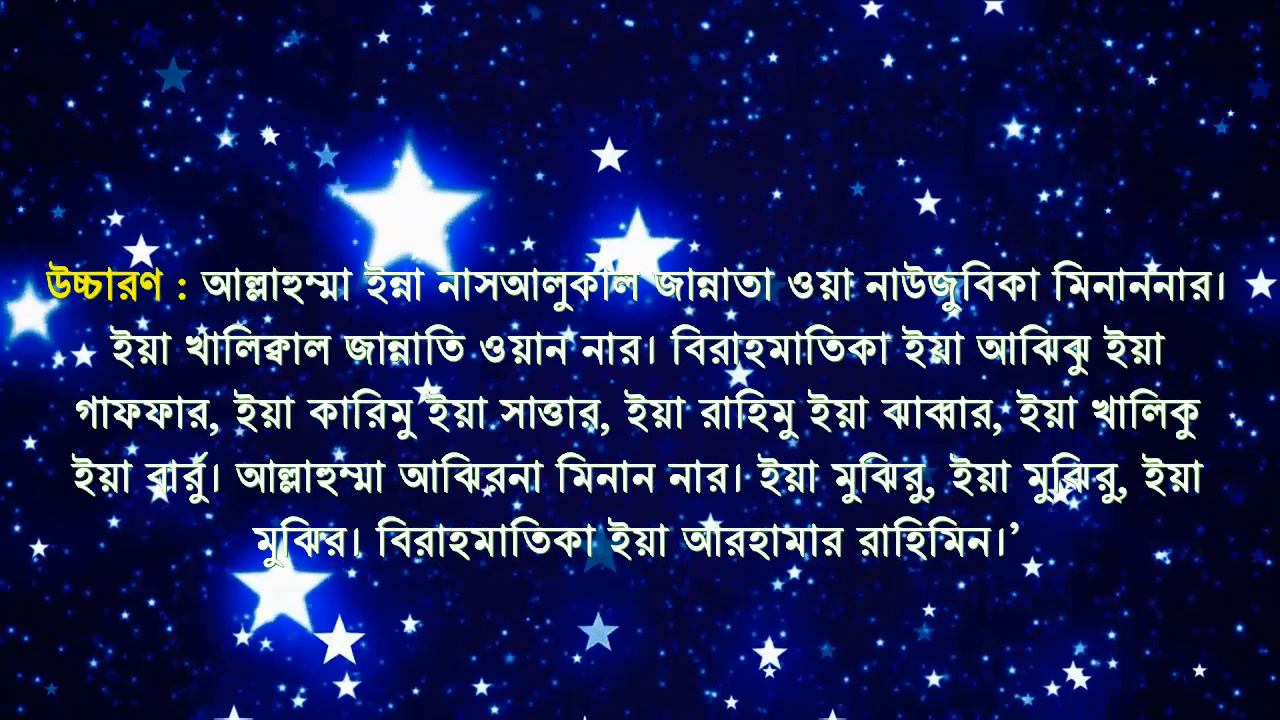 উচ্চারণ : আল্লাহুম্মা ইন্না নাসআলুকাল জান্নাতা ওয়া নাউজুবিকা মিনাননার।
ইয়া খালিক্বাল জান্নাতি ওয়ান নার। বিরাহমাতিকা ইয়া আঝিঝু ইয়া
গাফফার, ইয়া কারিমু ইয়া সাত্তার, ইয়া রাহিমু ইয়া ঝাব্বার, ইয়া খালিকু
ইয়া বার্রু। আল্লাহুম্মা আঝিরনা মিনান নার। ইয়া মুঝিরু, ইয়া মুঝিরু, ইয়া
মুঝির। বিরাহমাতিকা ইয়া আরহামার রাহিমিন।’